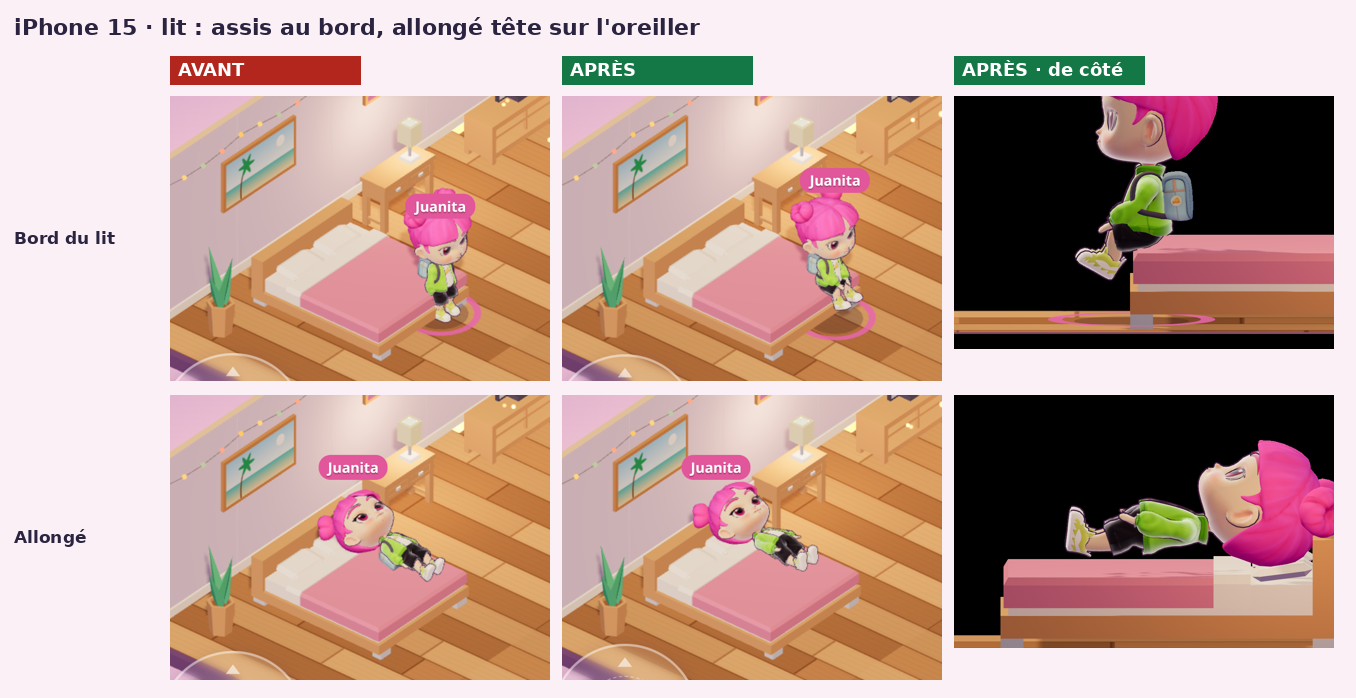 iPhone 15 · lit : assis au bord, allongé tête sur l'oreiller
AVANT
APRÈS
APRÈS · de côté
Bord du lit
Juanita
Juanita
Allongé
Juanita
Juanita